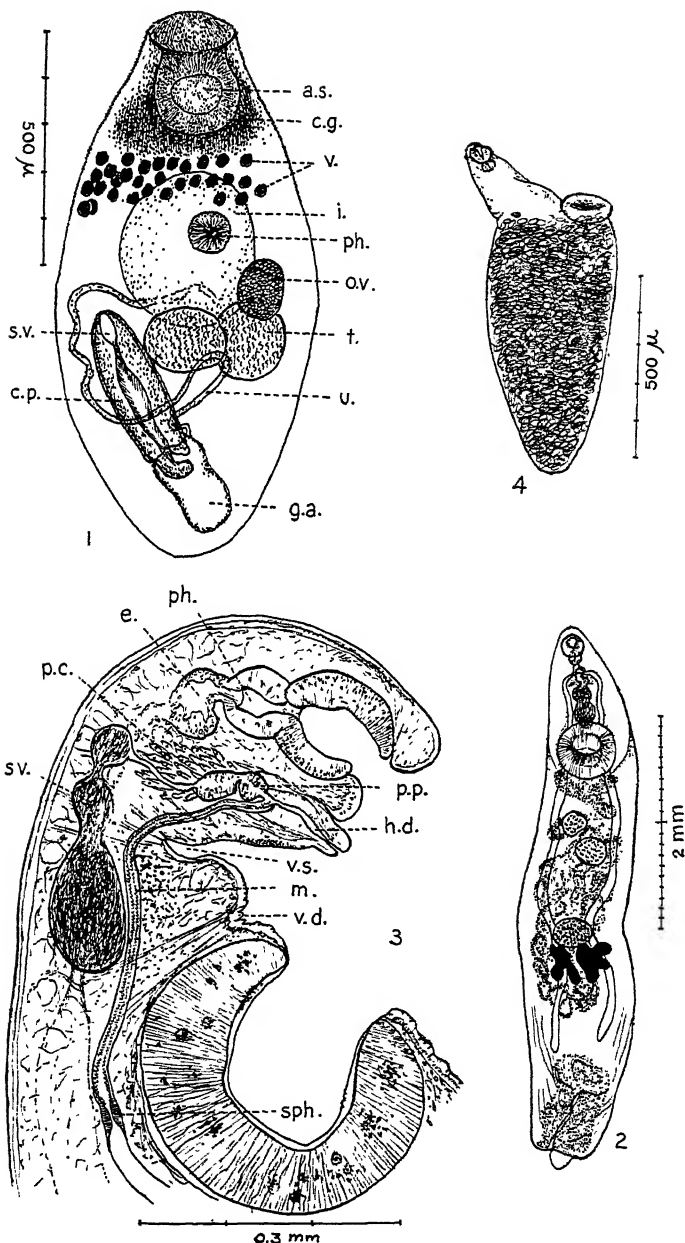 a.s.
c.g.
v.
i.
ph.
o.v.
t.
u.
g.a.
s.v.
c.p.
500 μ
1
500 μ
4
ph.
e.
p.c.
s v.
p.p.
h.d.
v.s.
m.
v.d.
sph.
3
0.3 mm
2 mm
2